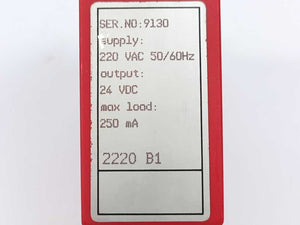 SER.NO:9130
supply:
220 VAC 50/60Hz
output:
24 VDC
max load:
250 mA
2220 B1